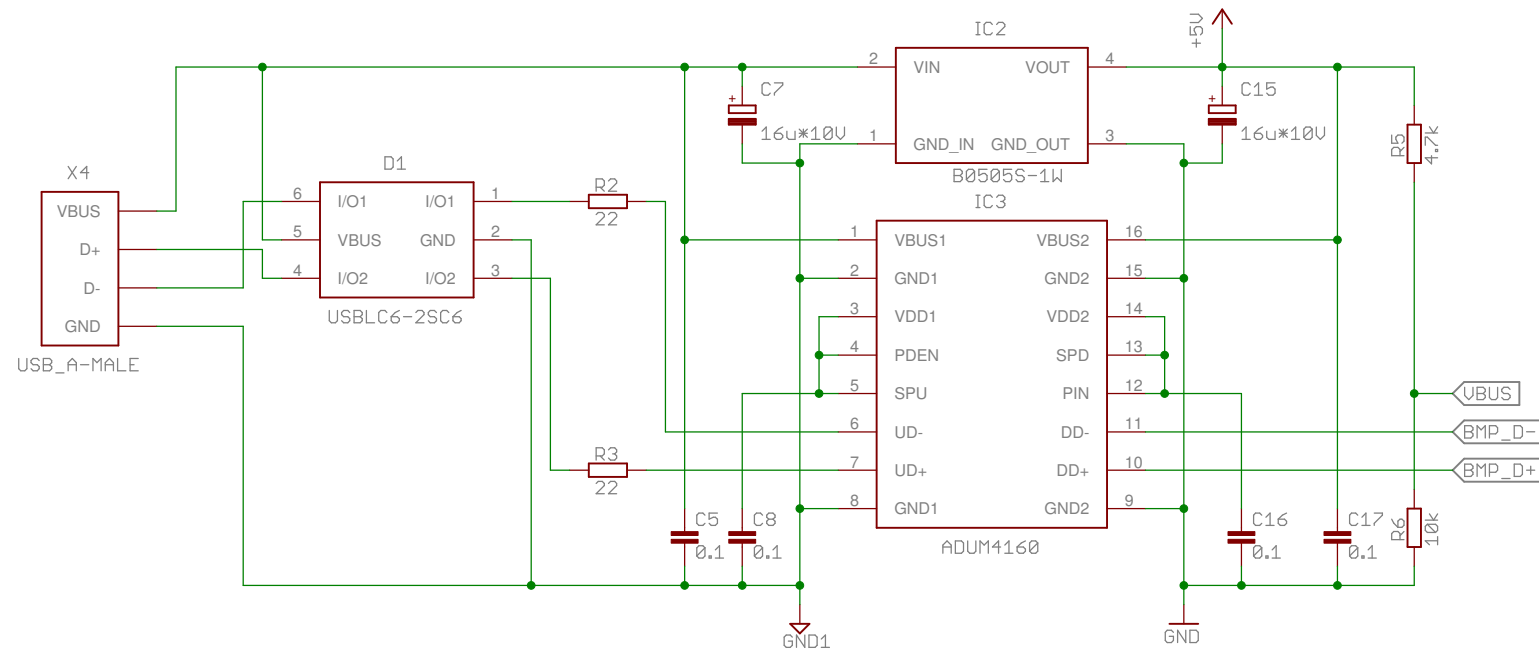 X4
VBUS
D+
D-
GND
USB_A-MALE
D1
6 I/O1 I/O1 1
5 VBUS GND 2
4 I/O2 I/O2 3
USBLC6-2SC6
R2
22
R3
22
C7
+
16u*10V
IC2
2 VIN VOUT 4
1 GND_IN GND_OUT 3
B0505S-1W
+5V
C15
+
16u*10V
R5
4.7k
IC3
1 VBUS1 VBUS2 16
2 GND1 GND2 15
3 VDD1 VDD2 14
4 PDEN SPD 13
5 SPU PIN 12
6 UD- DD- 11
7 UD+ DD+ 10
8 GND1 GND2 9
ADUM4160
VBUS
BMP_D-
BMP_D+
C5
0.1
C8
0.1
C16
0.1
C17
0.1
R6
10k
GND1
GND